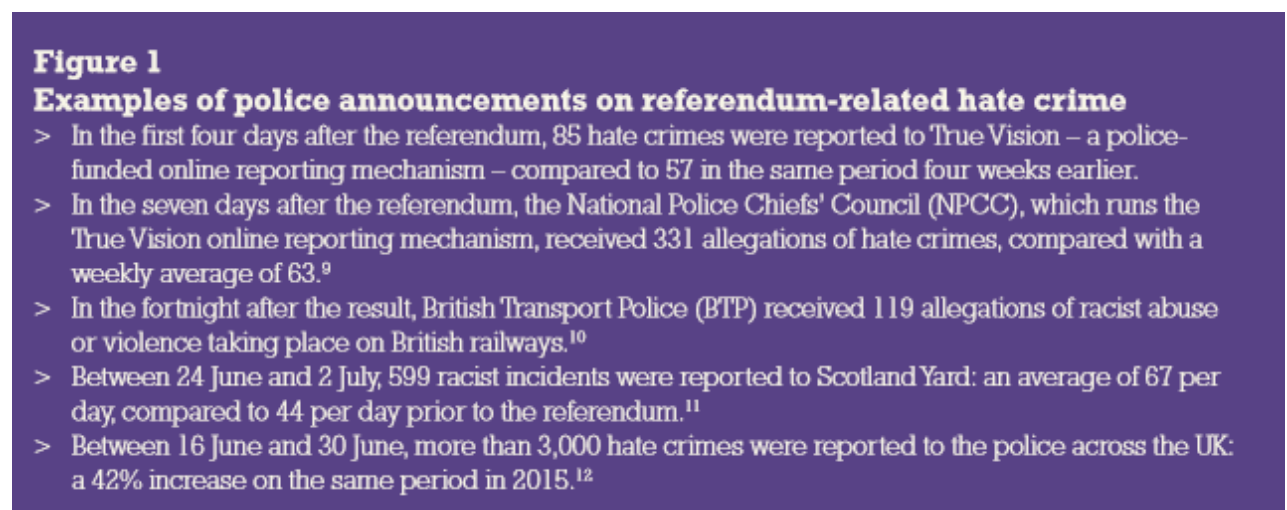 Figure 1
Examples of police announcements on referendum-related hate crime
> In the first four days after the referendum, 85 hate crimes were reported to True Vision – a police-
funded online reporting mechanism – compared to 57 in the same period four weeks earlier.
> In the seven days after the referendum, the National Police Chiefs' Council (NPCC), which runs the
True Vision online reporting mechanism, received 331 allegations of hate crimes, compared with a
weekly average of 63.⁹
> In the fortnight after the result, British Transport Police (BTP) received 119 allegations of racist abuse
or violence taking place on British railways.¹⁰
> Between 24 June and 2 July, 599 racist incidents were reported to Scotland Yard: an average of 67 per
day, compared to 44 per day prior to the referendum.¹¹
> Between 16 June and 30 June, more than 3,000 hate crimes were reported to the police across the UK:
a 42% increase on the same period in 2015.¹²